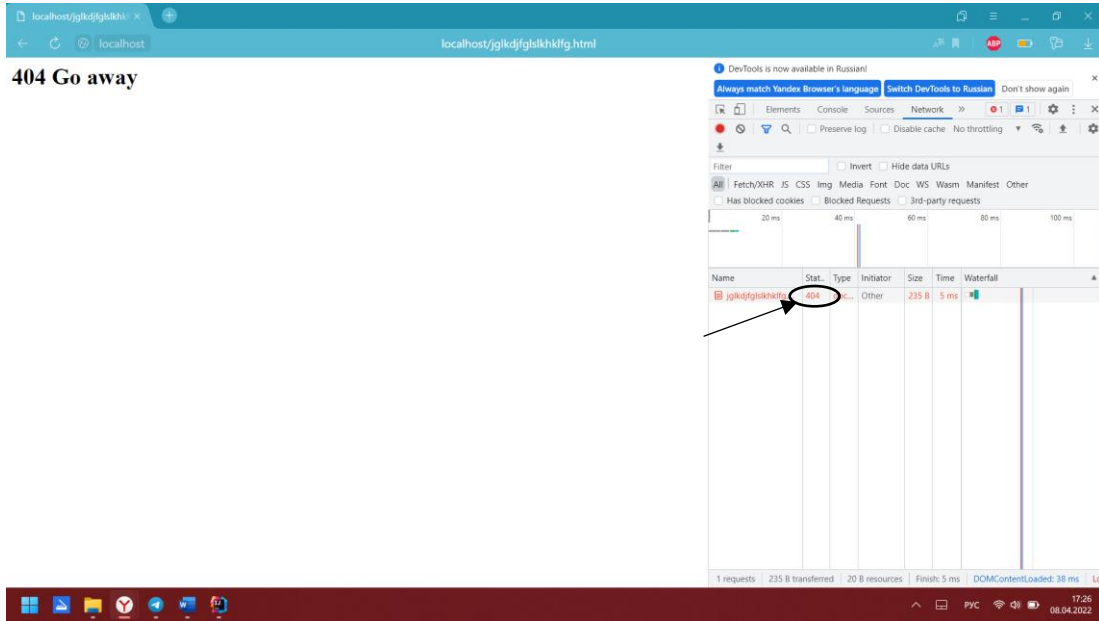 localhost/jglkdjfglslkhkl
localhost
localhost/jglkdjfglslkhklfg.html
ABP
404 Go away
DevTools is now available in Russian!
Always match Yandex Browser's language Switch DevTools to Russian Don't show again
Elements Console Sources Network » 1 1
Preserve log Disable cache No throttling
Filter Invert Hide data URLs
All Fetch/XHR JS CSS Img Media Font Doc WS Wasm Manifest Other
Has blocked cookies Blocked Requests 3rd-party requests
20 ms 40 ms 60 ms 80 ms 100 ms
Name Stat.. Type Initiator Size Time Waterfall
jglkdjfglslkhklfg... 404 Other 235 B 5 ms
1 requests 235 B transferred 20 B resources Finish: 5 ms DOMContentLoaded: 38 ms
РУС 17:26
08.04.2022